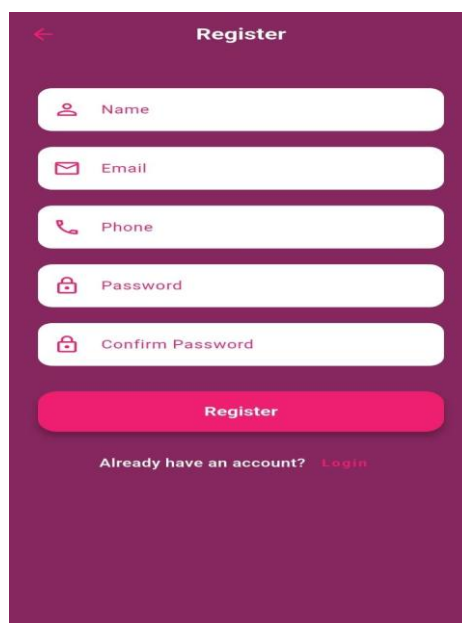 Register
Name
Email
Phone
Password
Confirm Password
Register
Already have an account? Login